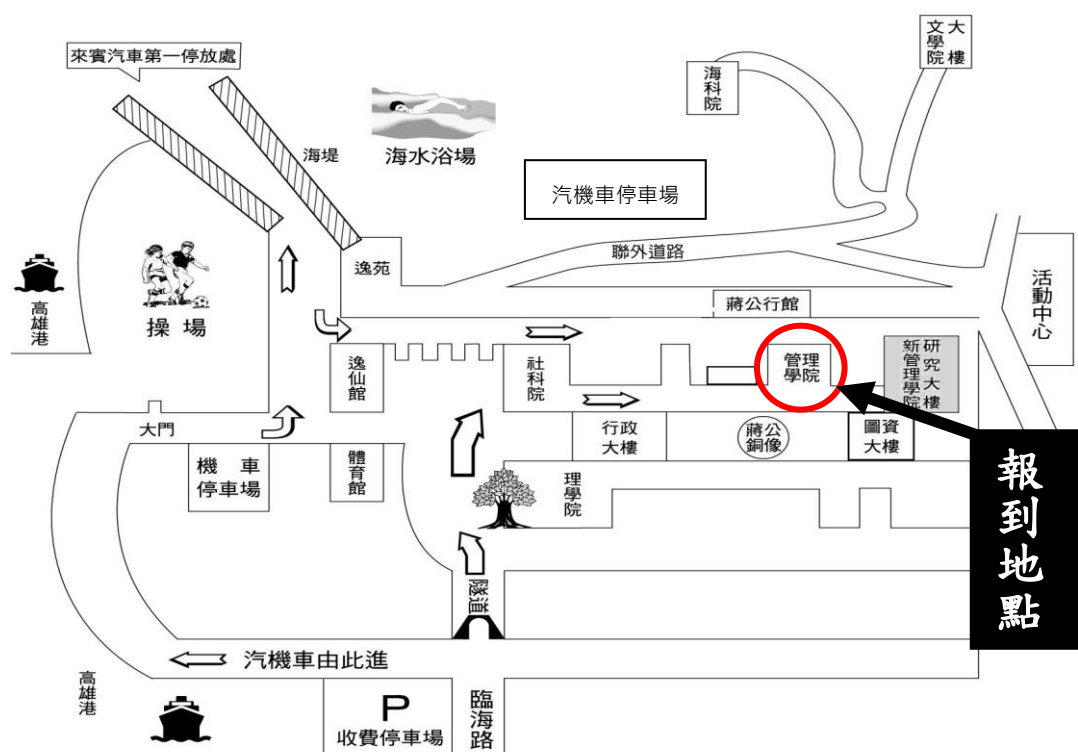 來賓汽車第一停放處
文學院
大樓
海科院
海堤
海水浴場
汽機車停車場
聯外道路
逸苑
高雄港
操場
蔣公行館
活動中心
逸仙館
社科院
管理
學院
新管理學院
研究大樓
大門
行政
大樓
蔣公
銅像
圖資
大樓
機車
停車場
體育館
理學院
報到地點
隧道
汽機車由此進
高雄港
P
收費停車場
臨海路